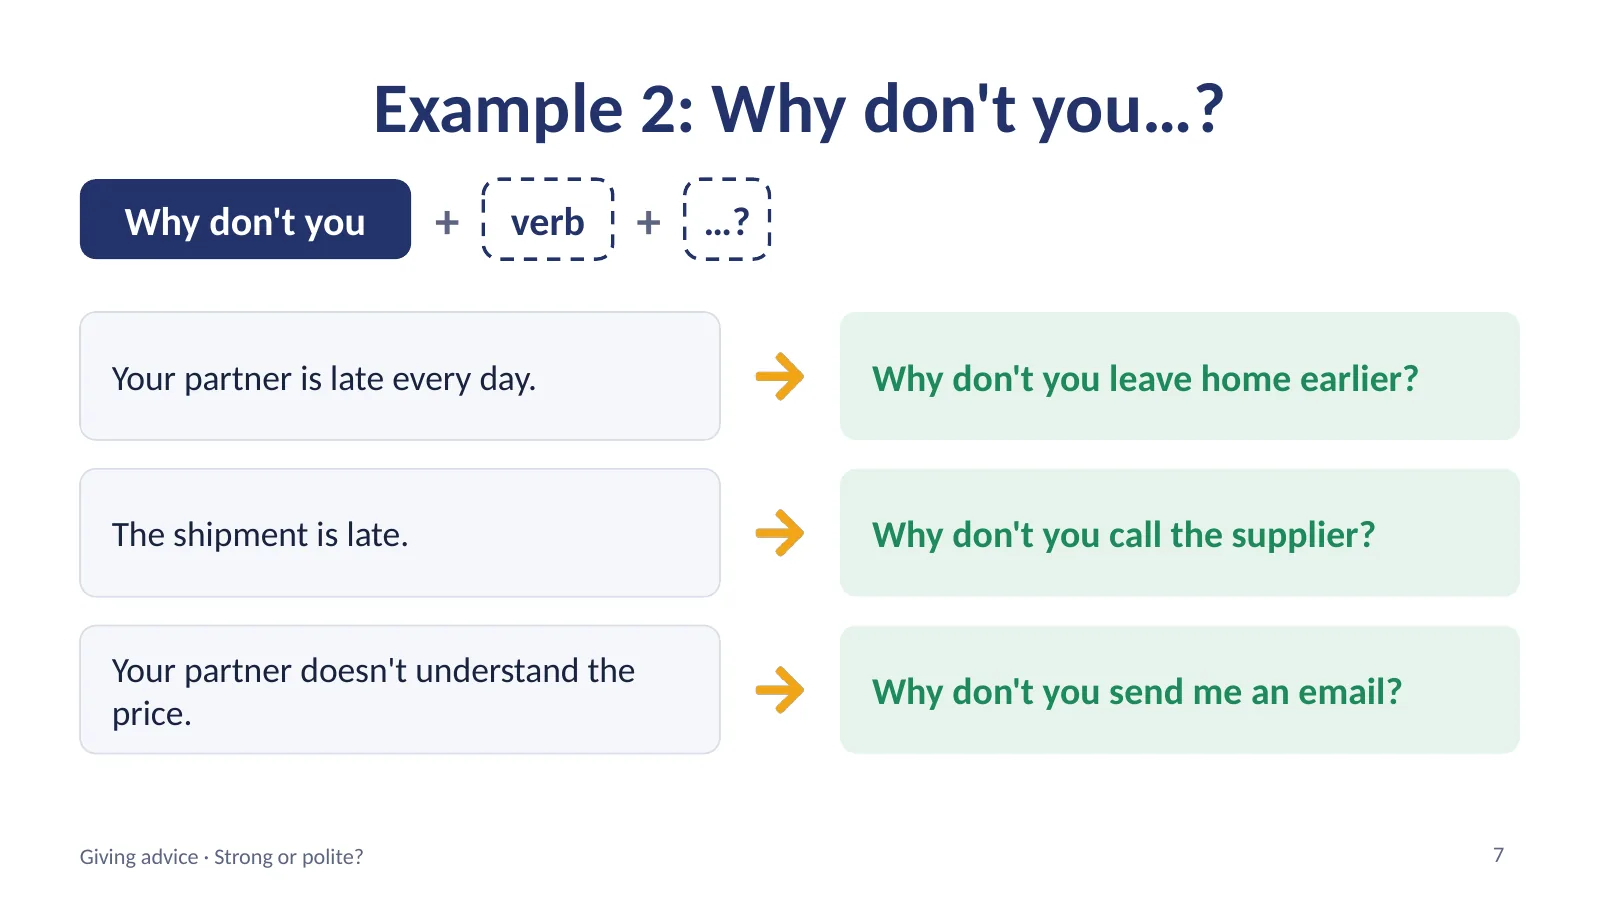 Example 2: Why don't you...?
Why don't you + verb + ...?
Your partner is late every day.
Why don't you leave home earlier?
The shipment is late.
Why don't you call the supplier?
Your partner doesn't understand the
price.
Why don't you send me an email?
Giving advice · Strong or polite?
7